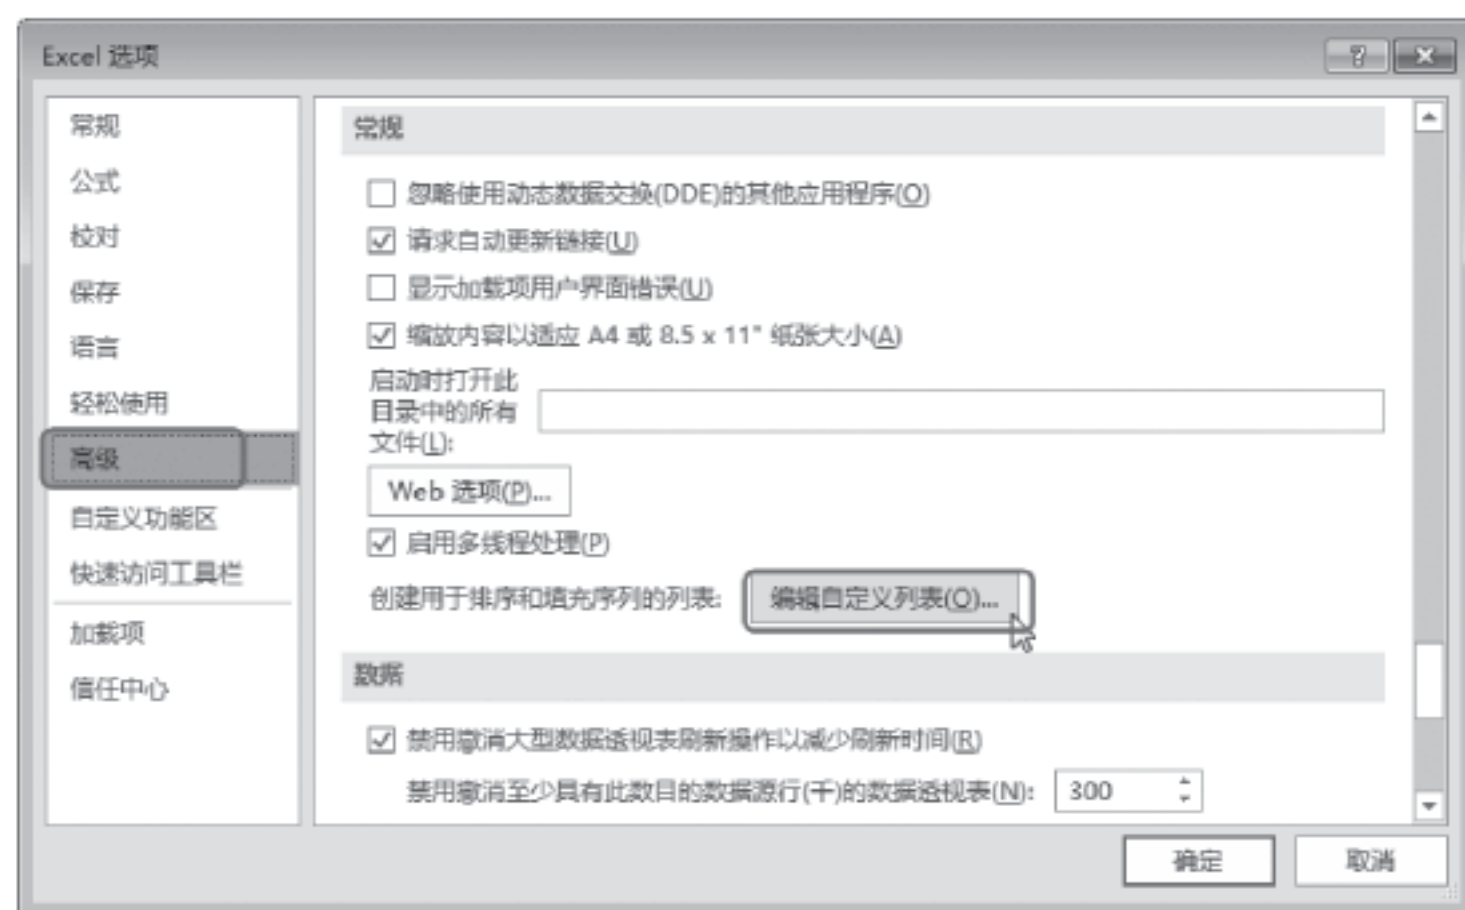 Excel 选项
常规
公式
校对
保存
语言
轻松使用
高级
自定义功能区
快速访问工具栏
加载项
信任中心
常规
忽略使用动态数据交换(DDE)的其他应用程序(O)
请求自动更新链接(U)
显示加载项用户界面错误(U)
缩放内容以适应 A4 或 8.5 x 11" 纸张大小(A)
启动时打开此
目录中的所有
文件(L):
Web 选项(P)...
启用多线程处理(P)
创建用于排序和填充序列的列表: 编辑自定义列表(O)...
数据
禁用撤消大型数据透视表刷新操作以减少刷新时间(R)
禁用撤消至少具有此数目的数据源行(千)的数据透视表(N): 300
确定 取消